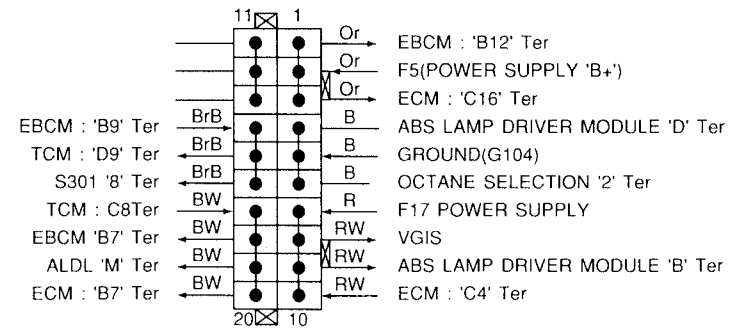 11 1
Or EBCM : 'B12' Ter
Or F5(POWER SUPPLY 'B+')
Or ECM : 'C16' Ter
EBCM : 'B9' Ter BrB B ABS LAMP DRIVER MODULE 'D' Ter
TCM : 'D9' Ter BrB B GROUND(G104)
S301 '8' Ter BrB B OCTANE SELECTION '2' Ter
TCM : C8Ter BW R F17 POWER SUPPLY
EBCM 'B7' Ter BW RW VGIS
ALDL 'M' Ter BW RW ABS LAMP DRIVER MODULE 'B' Ter
ECM : 'B7' Ter BW RW ECM : 'C4' Ter
20 10